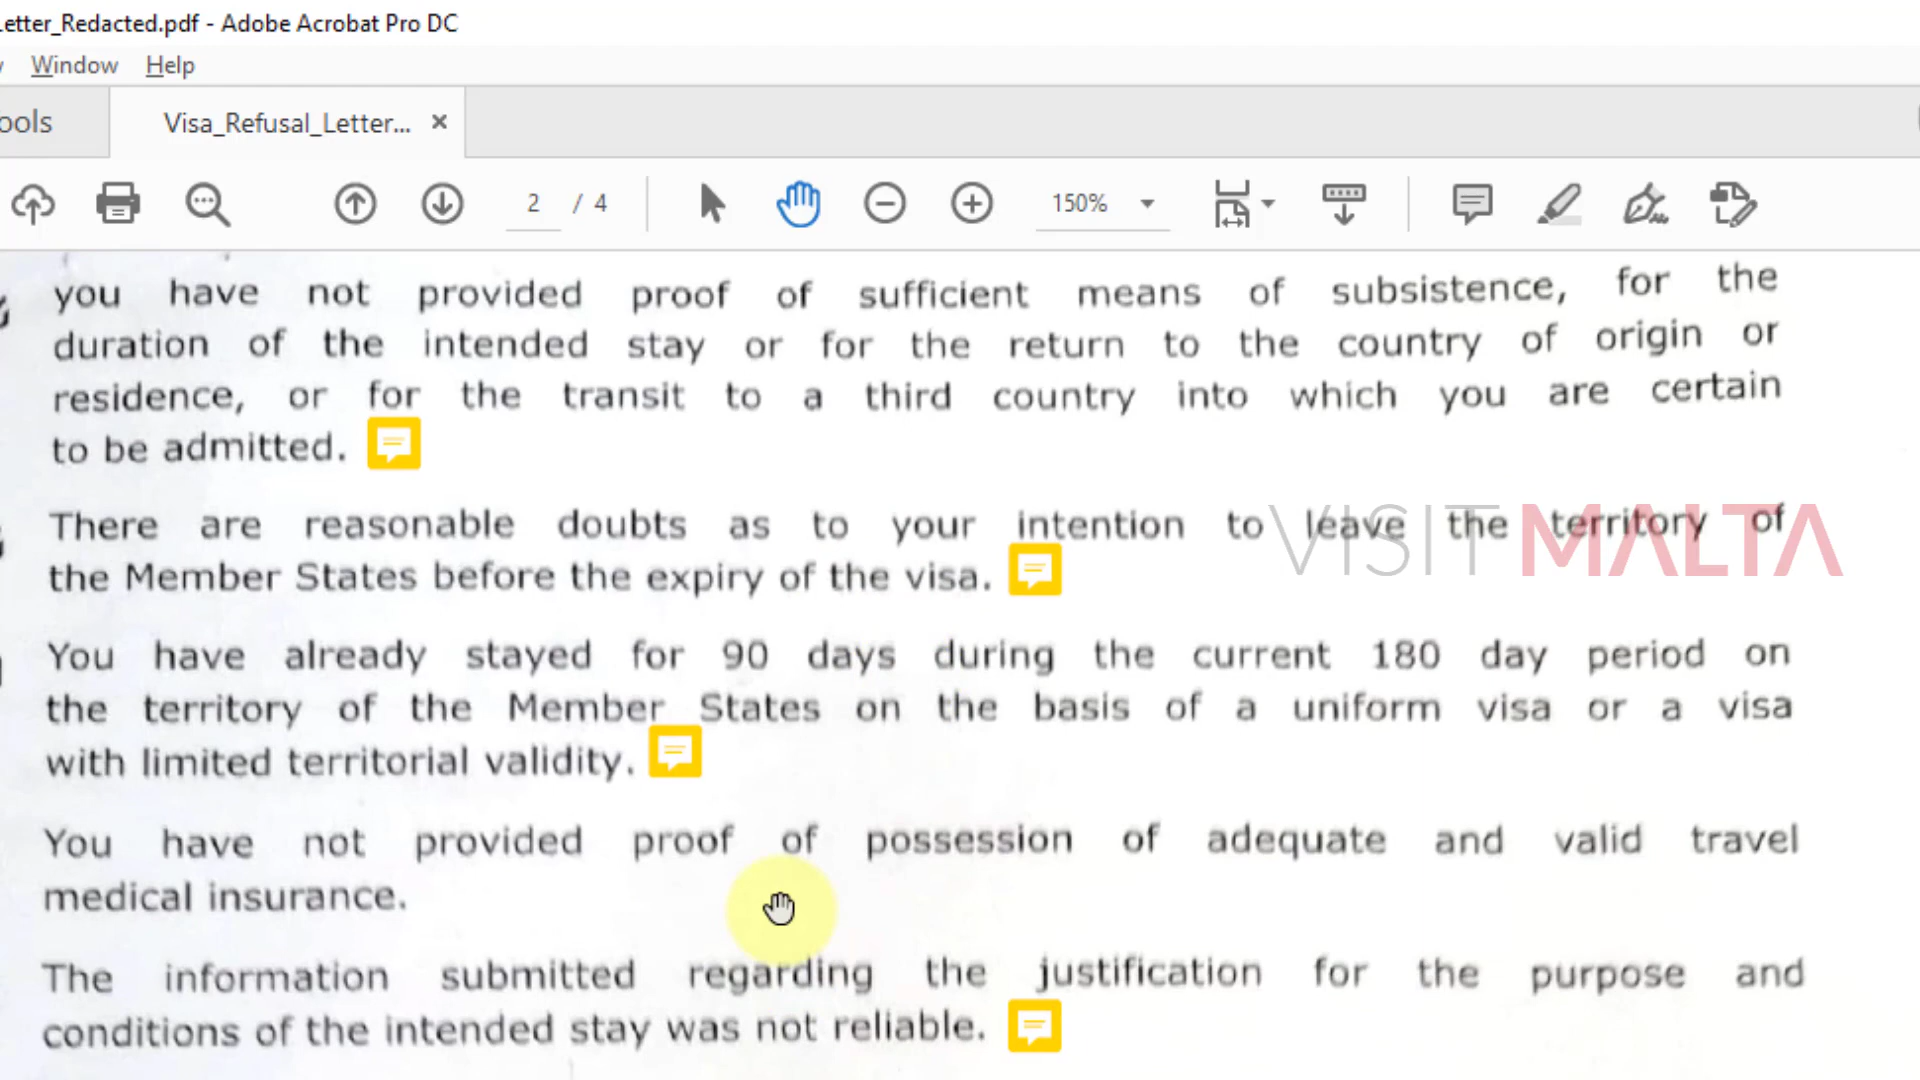 etter_Redacted.pdf - Adobe Acrobat Pro DC
Window Help
ools Visa_Refusal_Letter...
2 / 4 150%
you have not provided proof of sufficient means of subsistence, for the
duration of the intended stay or for the return to the country of origin or
residence, or for the transit to a third country into which you are certain
to be admitted.
There are reasonable doubts as to your intention to leave the territory of
the Member States before the expiry of the visa.
VISIT MALTA
You have already stayed for 90 days during the current 180 day period on
the territory of the Member States on the basis of a uniform visa or a visa
with limited territorial validity.
You have not provided proof of possession of adequate and valid travel
medical insurance.
The information submitted regarding the justification for the purpose and
conditions of the intended stay was not reliable.